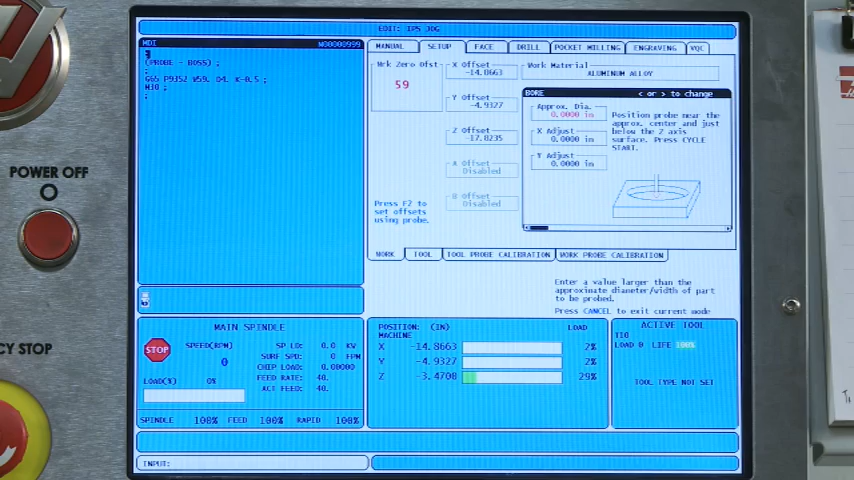 EDIT: IPS JOG
MDI N00000999
(PROBE - BOSS) ;
;
G65 P9352 W59. D4. K-0.5 ;
M30 ;
;
MANUAL SETUP FACE DRILL POCKET MILLING ENGRAVING VQC
Wrk Zero Ofst
59
X Offset
-14.8663
Y Offset
-4.9327
Z Offset
-17.8235
A Offset
Disabled
B Offset
Disabled
Press F2 to
set offsets
using probe.
Work Material
ALUMINUM ALLOY
BORE < or > to change
Approx. Dia.
0.0000 in
X Adjust
0.0000 in
Y Adjust
0.0000 in
Position probe near the
approx. center and just
below the Z axis
surface. Press CYCLE
START.
WORK TOOL TOOL PROBE CALIBRATION WORK PROBE CALIBRATION
Enter a value larger than the
approximate diameter/width of part
to be probed.
Press CANCEL to exit current mode
MAIN SPINDLE
STOP
SPEED(RPM)
0
LOAD(%) 0%
SP LD: 0.0 KV
SURF SPD: 0 FPM
CHIP LOAD: 0.00000
FEED RATE: 40.
ACT FEED: 40.
SPINDLE 100% FEED 100% RAPID 100%
POSITION: (IN) LOAD
MACHINE
X -14.8663 2%
Y -4.9327 2%
Z -3.4708 29%
ACTIVE TOOL
T10
LOAD 0 LIFE 100%
TOOL TYPE NOT SET
INPUT:
POWER OFF
CY STOP